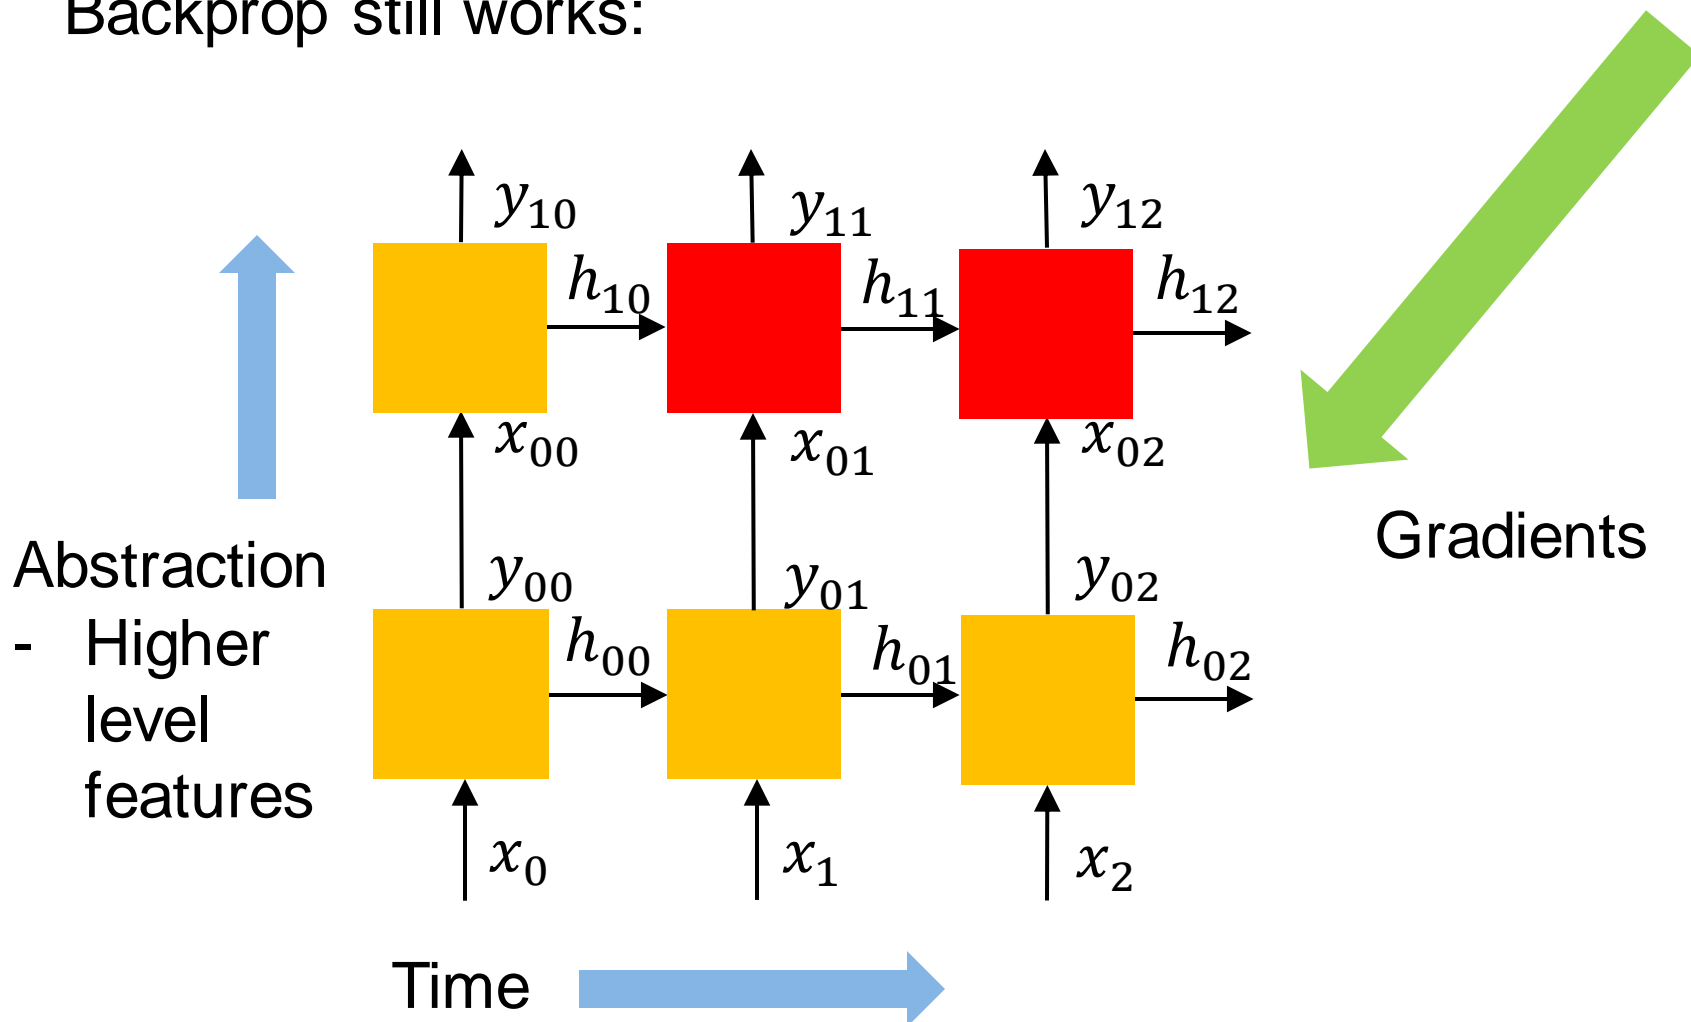 Backprop still works:
y₁₀ y₁₁ y₁₂
h₁₀ h₁₁ h₁₂
x₀₀ x₀₁ x₀₂
Gradients
Abstraction
y₀₀ y₀₁ y₀₂
- Higher
level
features
h₀₀ h₀₁ h₀₂
x₀ x₁ x₂
Time